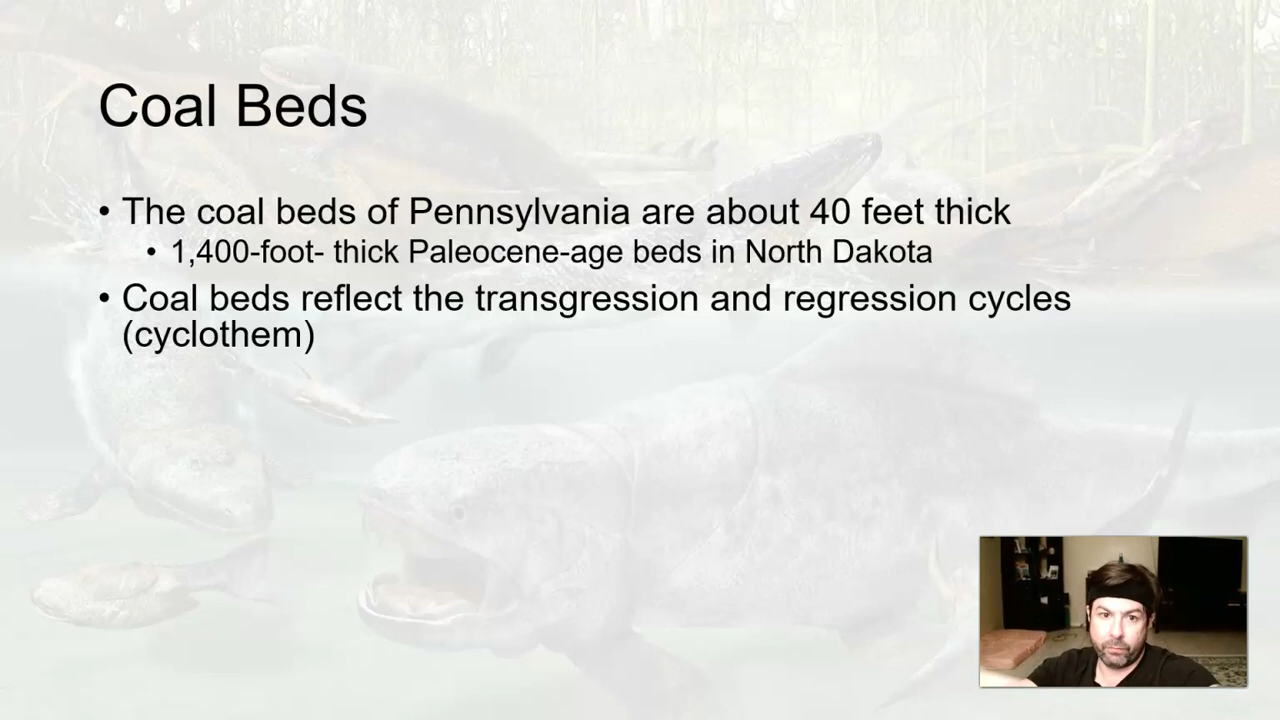 Coal Beds
• The coal beds of Pennsylvania are about 40 feet thick
• 1,400-foot- thick Paleocene-age beds in North Dakota
• Coal beds reflect the transgression and regression cycles
(cyclothem)